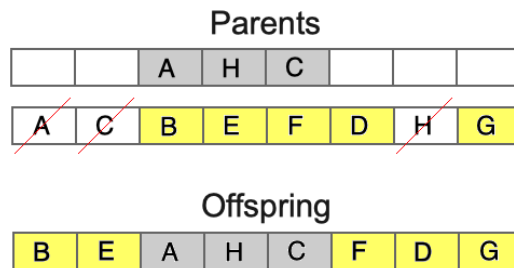 Parents
A H C
A C B E F D H G
Offspring
B E A H C F D G